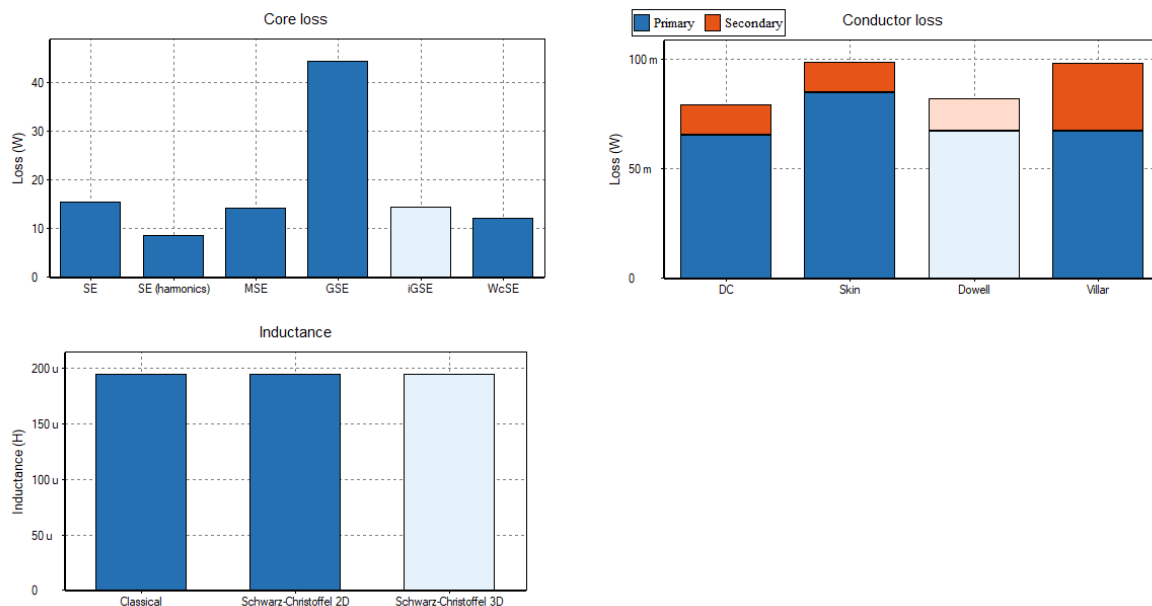 Core loss
Loss (W)
40
30
20
10
0
SE
SE (harmonics)
MSE
GSE
iGSE
WcSE
Primary
Secondary
Conductor loss
Loss (W)
100 m
50 m
0
DC
Skin
Dowell
Villar
Inductance
Inductance (H)
200 u
150 u
100 u
50 u
0
Classical
Schwarz-Christoffel 2D
Schwarz-Christoffel 3D